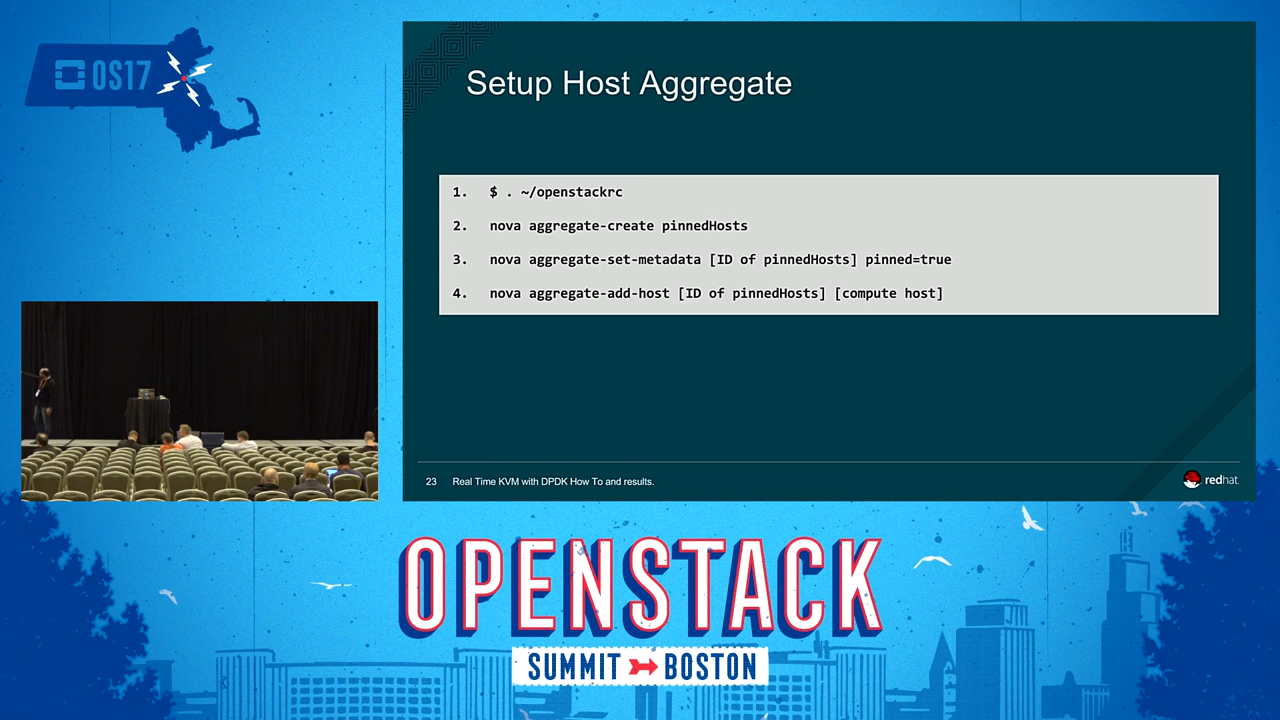 OS17
Setup Host Aggregate
1. $ . ~/openstackrc
2. nova aggregate-create pinnedHosts
3. nova aggregate-set-metadata [ID of pinnedHosts] pinned=true
4. nova aggregate-add-host [ID of pinnedHosts] [compute host]
23 Real Time KVM with DPDK How To and results.
redhat.
OPENSTACK
SUMMIT BOSTON